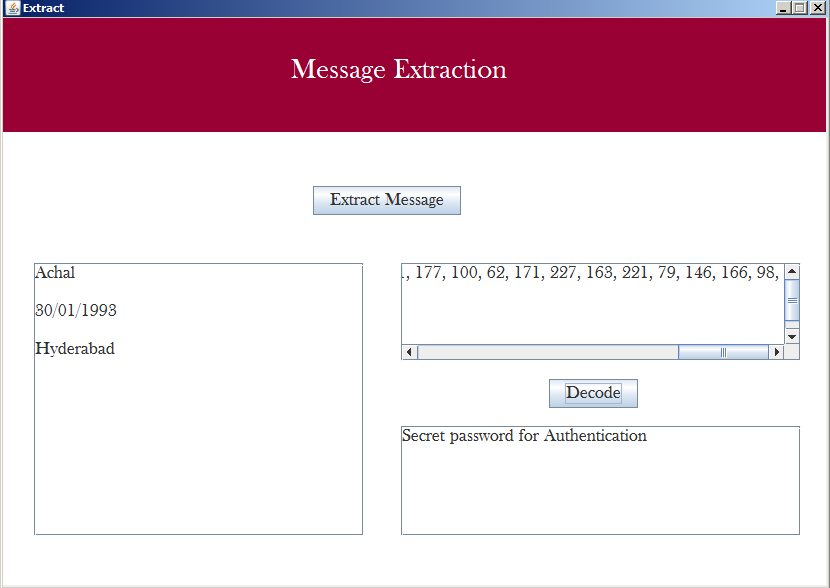 Extract
Message Extraction
Extract Message
Achal
30/01/1993
Hyderabad
, 177, 100, 62, 171, 227, 163, 221, 79, 146, 166, 98,
Decode
Secret password for Authentication